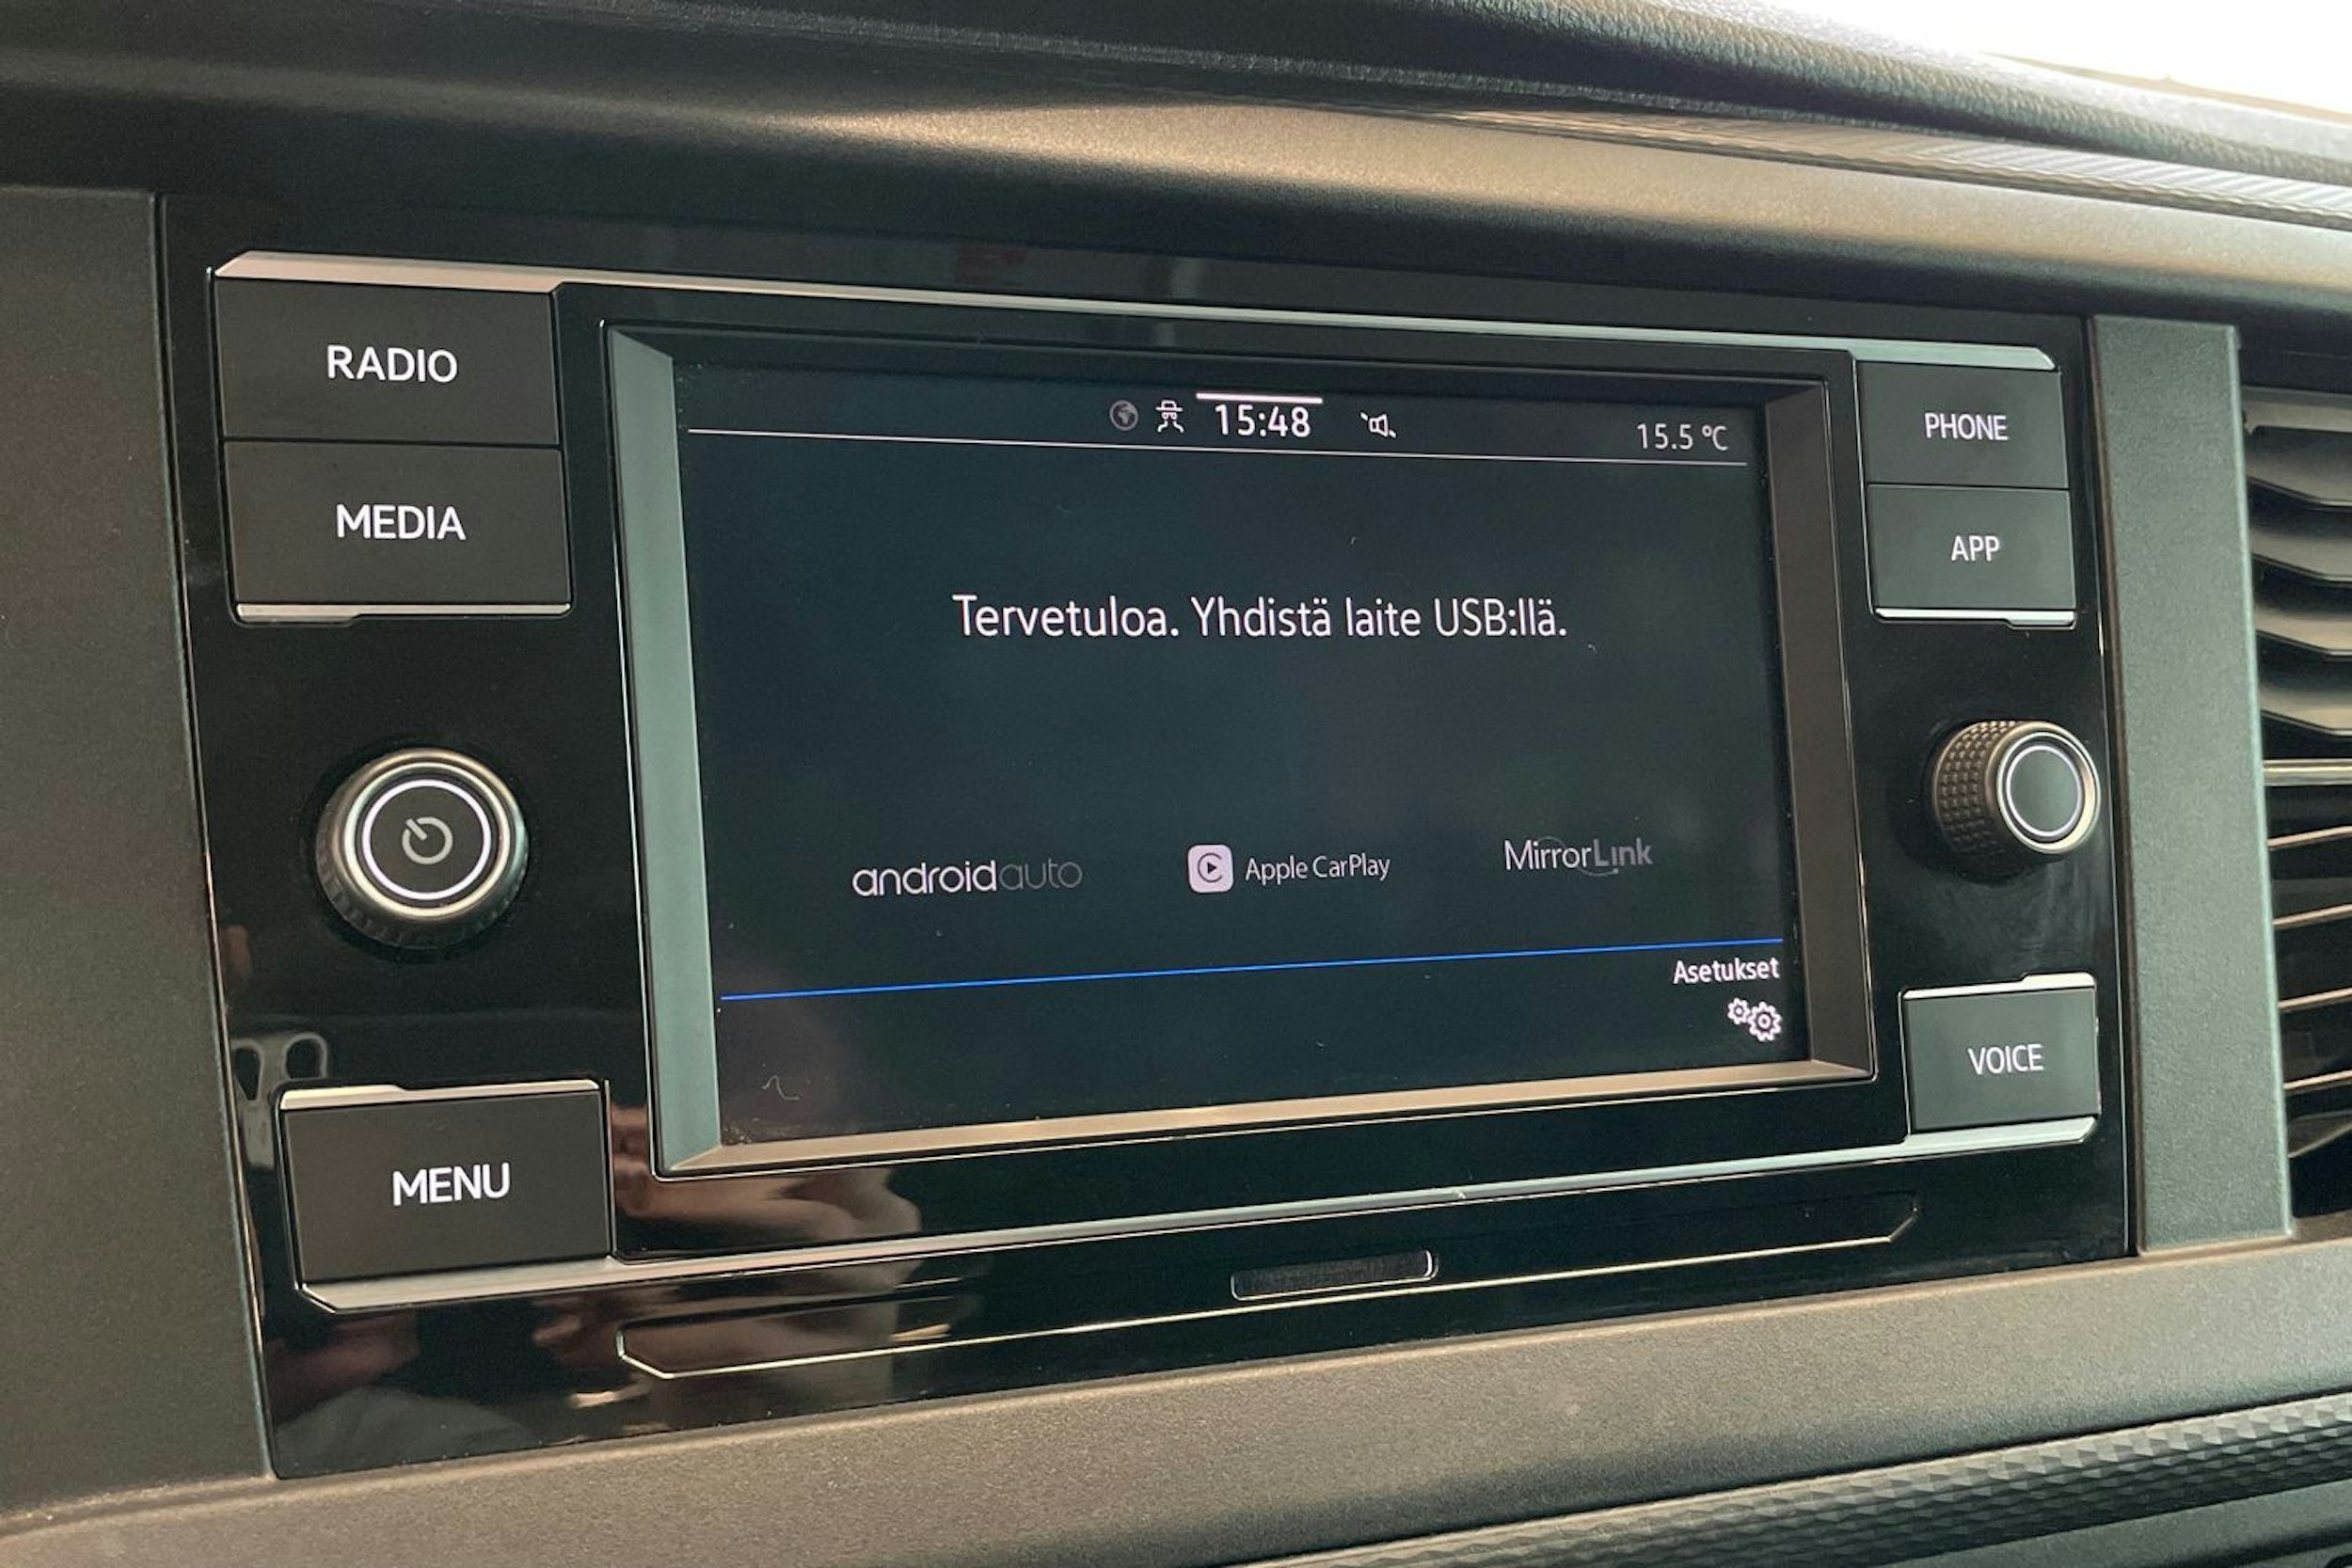 RADIO
MEDIA
MENU
15:48
15.5 °C
Tervetuloa. Yhdistä laite USB:llä.
androidauto
Apple CarPlay
MirrorLink
Asetukset
PHONE
APP
VOICE